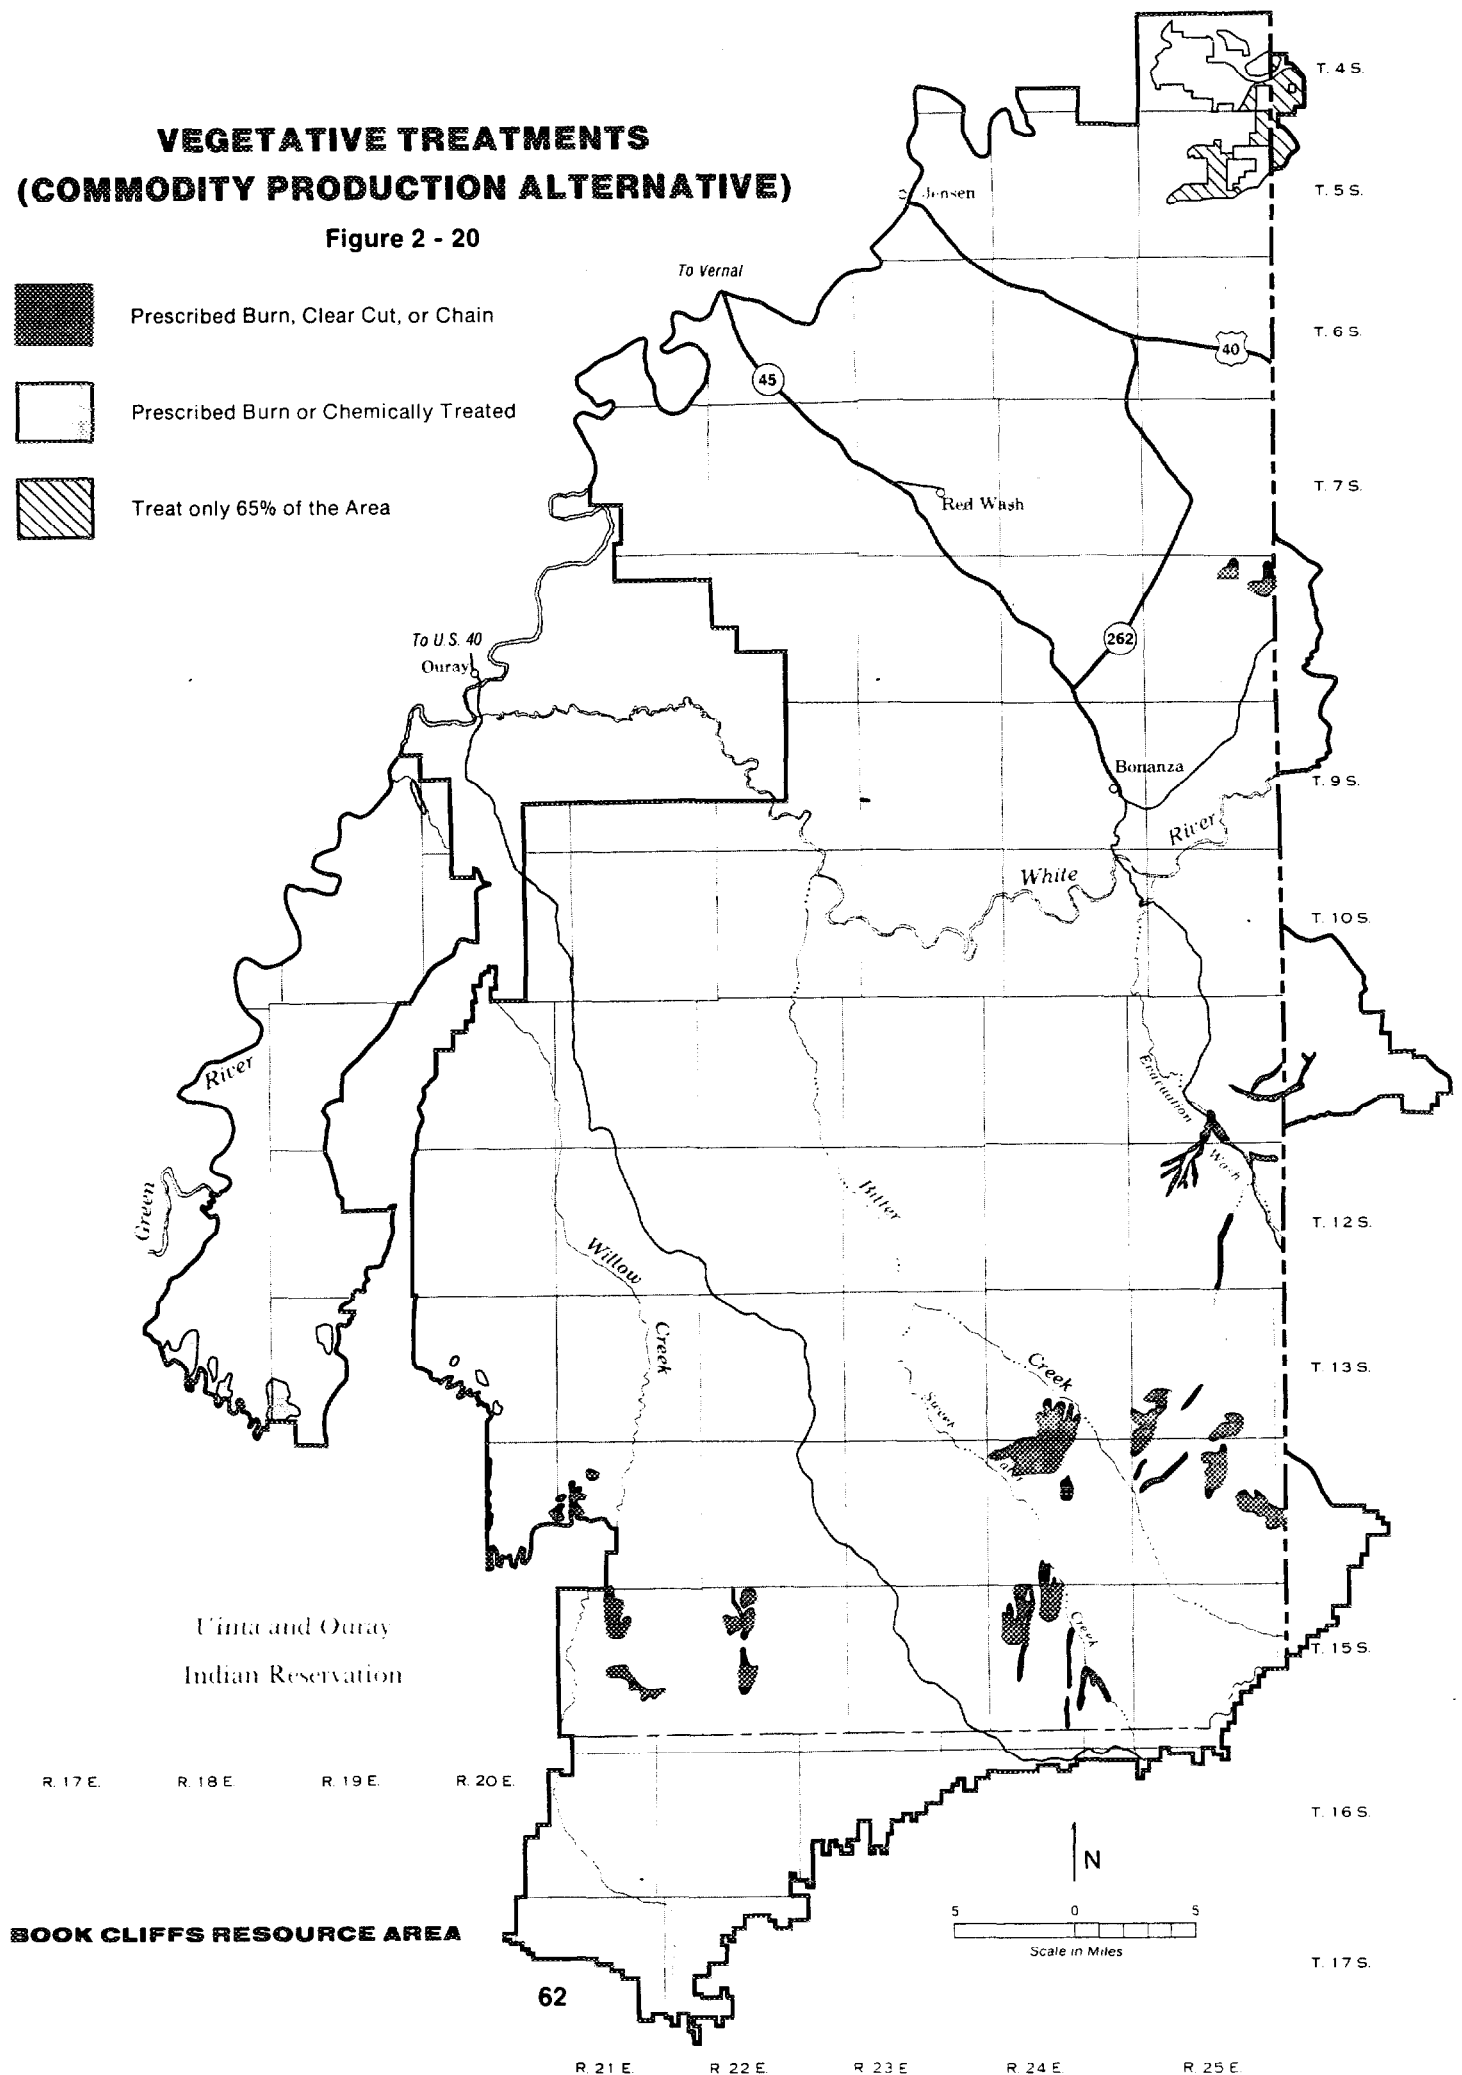 VEGETATIVE TREATMENTS
(COMMODITY PRODUCTION ALTERNATIVE)
Figure 2 - 20
Prescribed Burn, Clear Cut, or Chain
Prescribed Burn or Chemically Treated
Treat only 65% of the Area
T. 4 S.
T. 5 S.
Jensen
To Vernal
T. 6 S.
40
45
T. 7 S.
Red Wash
To U.S. 40
Ouray
262
Bonanza
T. 9 S.
River
White
T. 10 S.
River
Evacuation
Wash
Green
Bitter
T. 12 S.
Willow
Creek
Creek
T. 13 S.
Sweet
Creek
Uinta and Ouray
Indian Reservation
T. 15 S.
R. 17 E.
R. 18 E
R. 19 E.
R. 20 E.
T. 16 S.
N
5 0 5
Scale in Miles
BOOK CLIFFS RESOURCE AREA
T. 17 S.
62
R. 21 E.
R 22 E.
R 23 E
R. 24 E.
R. 25 E.